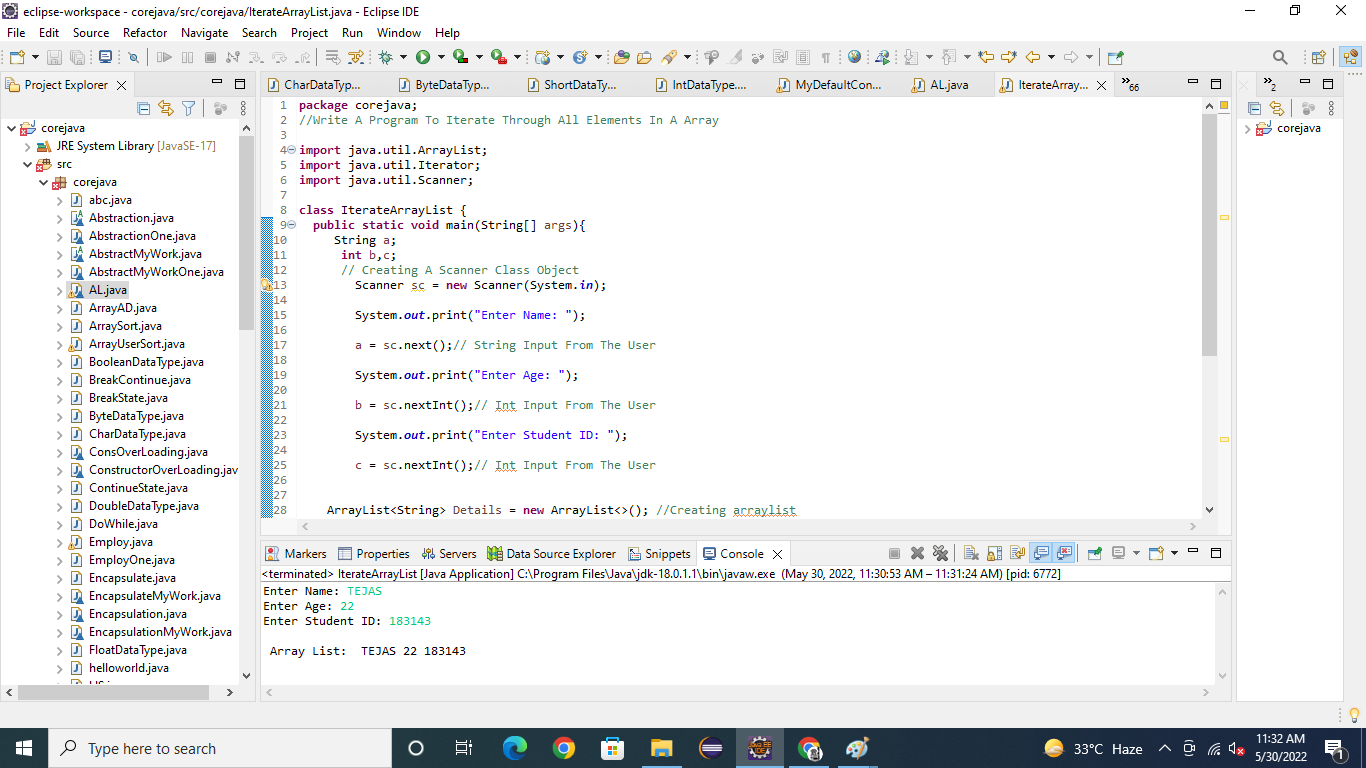 eclipse-workspace - corejava/src/corejava/IterateArrayList.java - Eclipse IDE
File Edit Source Refactor Navigate Search Project Run Window Help
Project Explorer
CharDataTyp... ByteDataTyp... ShortDataTy... IntDataType.... MyDefaultCon... AL.java IterateArray... »66
»2
corejava
JRE System Library [JavaSE-17]
src
corejava
abc.java
Abstraction.java
AbstractionOne.java
AbstractMyWork.java
AbstractMyWorkOne.java
AL.java
ArrayAD.java
ArraySort.java
ArrayUserSort.java
BooleanDataType.java
BreakContinue.java
BreakState.java
ByteDataType.java
CharDataType.java
ConsOverLoading.java
ConstructorOverLoading.jav
ContinueState.java
DoubleDataType.java
DoWhile.java
Employ.java
EmployOne.java
Encapsulate.java
EncapsulateMyWork.java
Encapsulation.java
EncapsulationMyWork.java
FloatDataType.java
helloworld.java
1 package corejava;
2 //Write A Program To Iterate Through All Elements In A Array
3
4 import java.util.ArrayList;
5 import java.util.Iterator;
6 import java.util.Scanner;
7
8 class IterateArrayList {
9 public static void main(String[] args){
10 String a;
11 int b,c;
12 // Creating A Scanner Class Object
13 Scanner sc = new Scanner(System.in);
14
15 System.out.print("Enter Name: ");
16
17 a = sc.next();// String Input From The User
18
19 System.out.print("Enter Age: ");
20
21 b = sc.nextInt();// Int Input From The User
22
23 System.out.print("Enter Student ID: ");
24
25 c = sc.nextInt();// Int Input From The User
26
27
28 ArrayList<String> Details = new ArrayList<>(); //Creating arraylist
corejava
Markers Properties Servers Data Source Explorer Snippets Console
<terminated> IterateArrayList [Java Application] C:\Program Files\Java\jdk-18.0.1.1\bin\javaw.exe (May 30, 2022, 11:30:53 AM – 11:31:24 AM) [pid: 6772]
Enter Name: TEJAS
Enter Age: 22
Enter Student ID: 183143
Array List: TEJAS 22 183143
Type here to search
33°C Haze
11:32 AM
5/30/2022
1